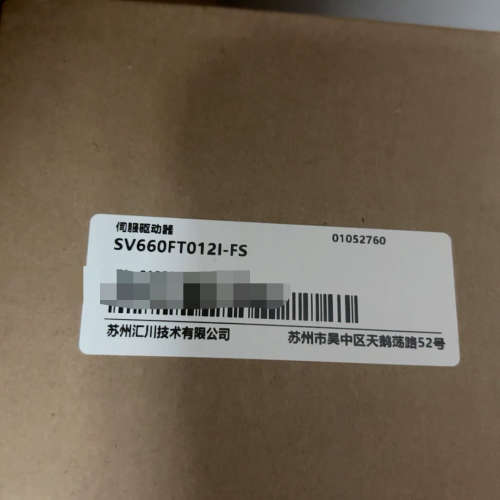 伺服驱动器
01052760
SV660FT012I-FS
苏州汇川技术有限公司
苏州市吴中区天鹅荡路52号